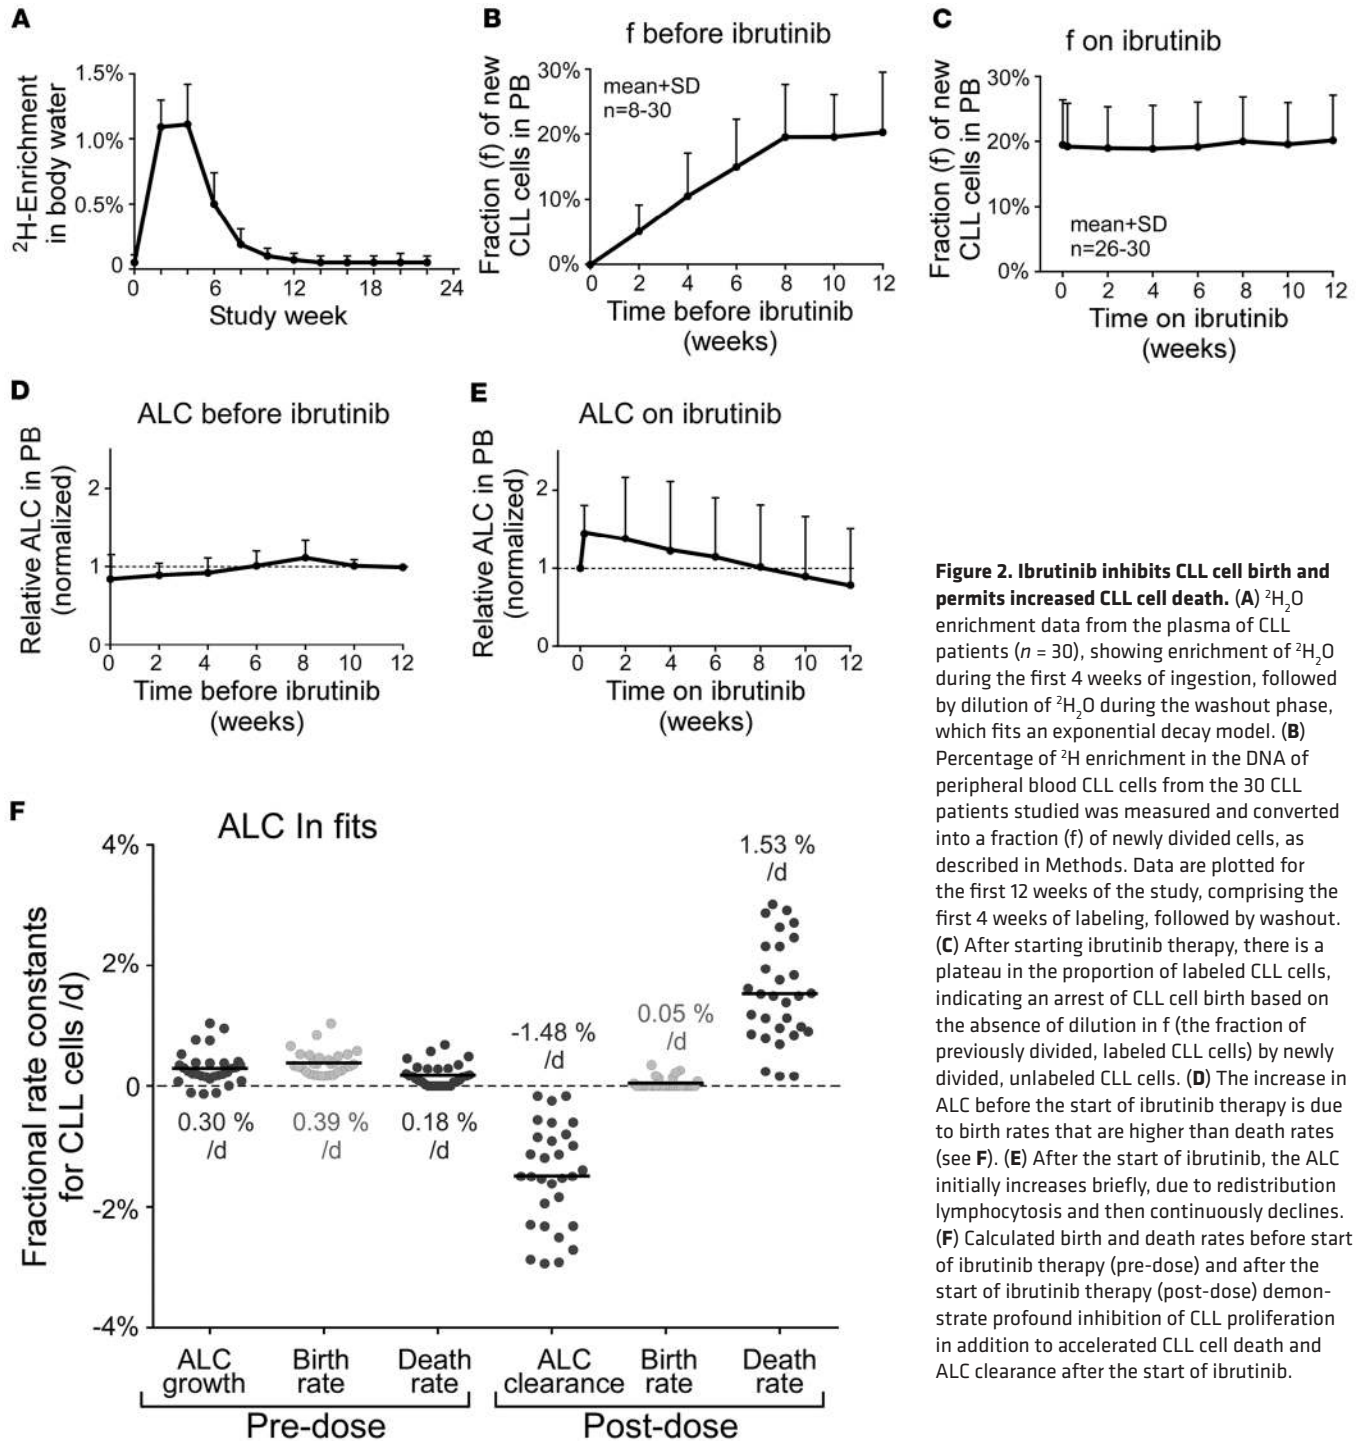 A
²H-Enrichment
in body water
1.5%
1.0%
0.5%
0
0
6
12
18
24
Study week
B
f before ibrutinib
Fraction (f) of new
CLL cells in PB
30%
20%
10%
0%
mean+SD
n=8-30
0
2
4
6
8
10
12
Time before ibrutinib
(weeks)
C
f on ibrutinib
Fraction (f) of new
CLL cells in PB
30%
20%
10%
0%
mean+SD
n=26-30
0
2
4
6
8
10
12
Time on ibrutinib
(weeks)
D
ALC before ibrutinib
Relative ALC in PB
(normalized)
2
1
0
0
2
4
6
8
10
12
Time before ibrutinib
(weeks)
E
ALC on ibrutinib
Relative ALC in PB
(normalized)
2
1
0
0
2
4
6
8
10
12
Time on ibrutinib
(weeks)
F
ALC ln fits
Fractional rate constants
for CLL cells /d)
4%
2%
0
-2%
-4%
0.30 %
/d
0.39 %
/d
0.18 %
/d
-1.48 %
/d
0.05 %
/d
1.53 %
/d
ALC
growth
Birth
rate
Death
rate
ALC
clearance
Birth
rate
Death
rate
Pre-dose
Post-dose
Figure 2. Ibrutinib inhibits CLL cell birth and
permits increased CLL cell death. (A) ²H₂O
enrichment data from the plasma of CLL
patients (n = 30), showing enrichment of ²H₂O
during the first 4 weeks of ingestion, followed
by dilution of ²H₂O during the washout phase,
which fits an exponential decay model. (B)
Percentage of ²H enrichment in the DNA of
peripheral blood CLL cells from the 30 CLL
patients studied was measured and converted
into a fraction (f) of newly divided cells, as
described in Methods. Data are plotted for
the first 12 weeks of the study, comprising the
first 4 weeks of labeling, followed by washout.
(C) After starting ibrutinib therapy, there is a
plateau in the proportion of labeled CLL cells,
indicating an arrest of CLL cell birth based on
the absence of dilution in f (the fraction of
previously divided, labeled CLL cells) by newly
divided, unlabeled CLL cells. (D) The increase in
ALC before the start of ibrutinib therapy is due
to birth rates that are higher than death rates
(see F). (E) After the start of ibrutinib, the ALC
initially increases briefly, due to redistribution
lymphocytosis and then continuously declines.
(F) Calculated birth and death rates before start
of ibrutinib therapy (pre-dose) and after the
start of ibrutinib therapy (post-dose) demon-
strate profound inhibition of CLL proliferation
in addition to accelerated CLL cell death and
ALC clearance after the start of ibrutinib.